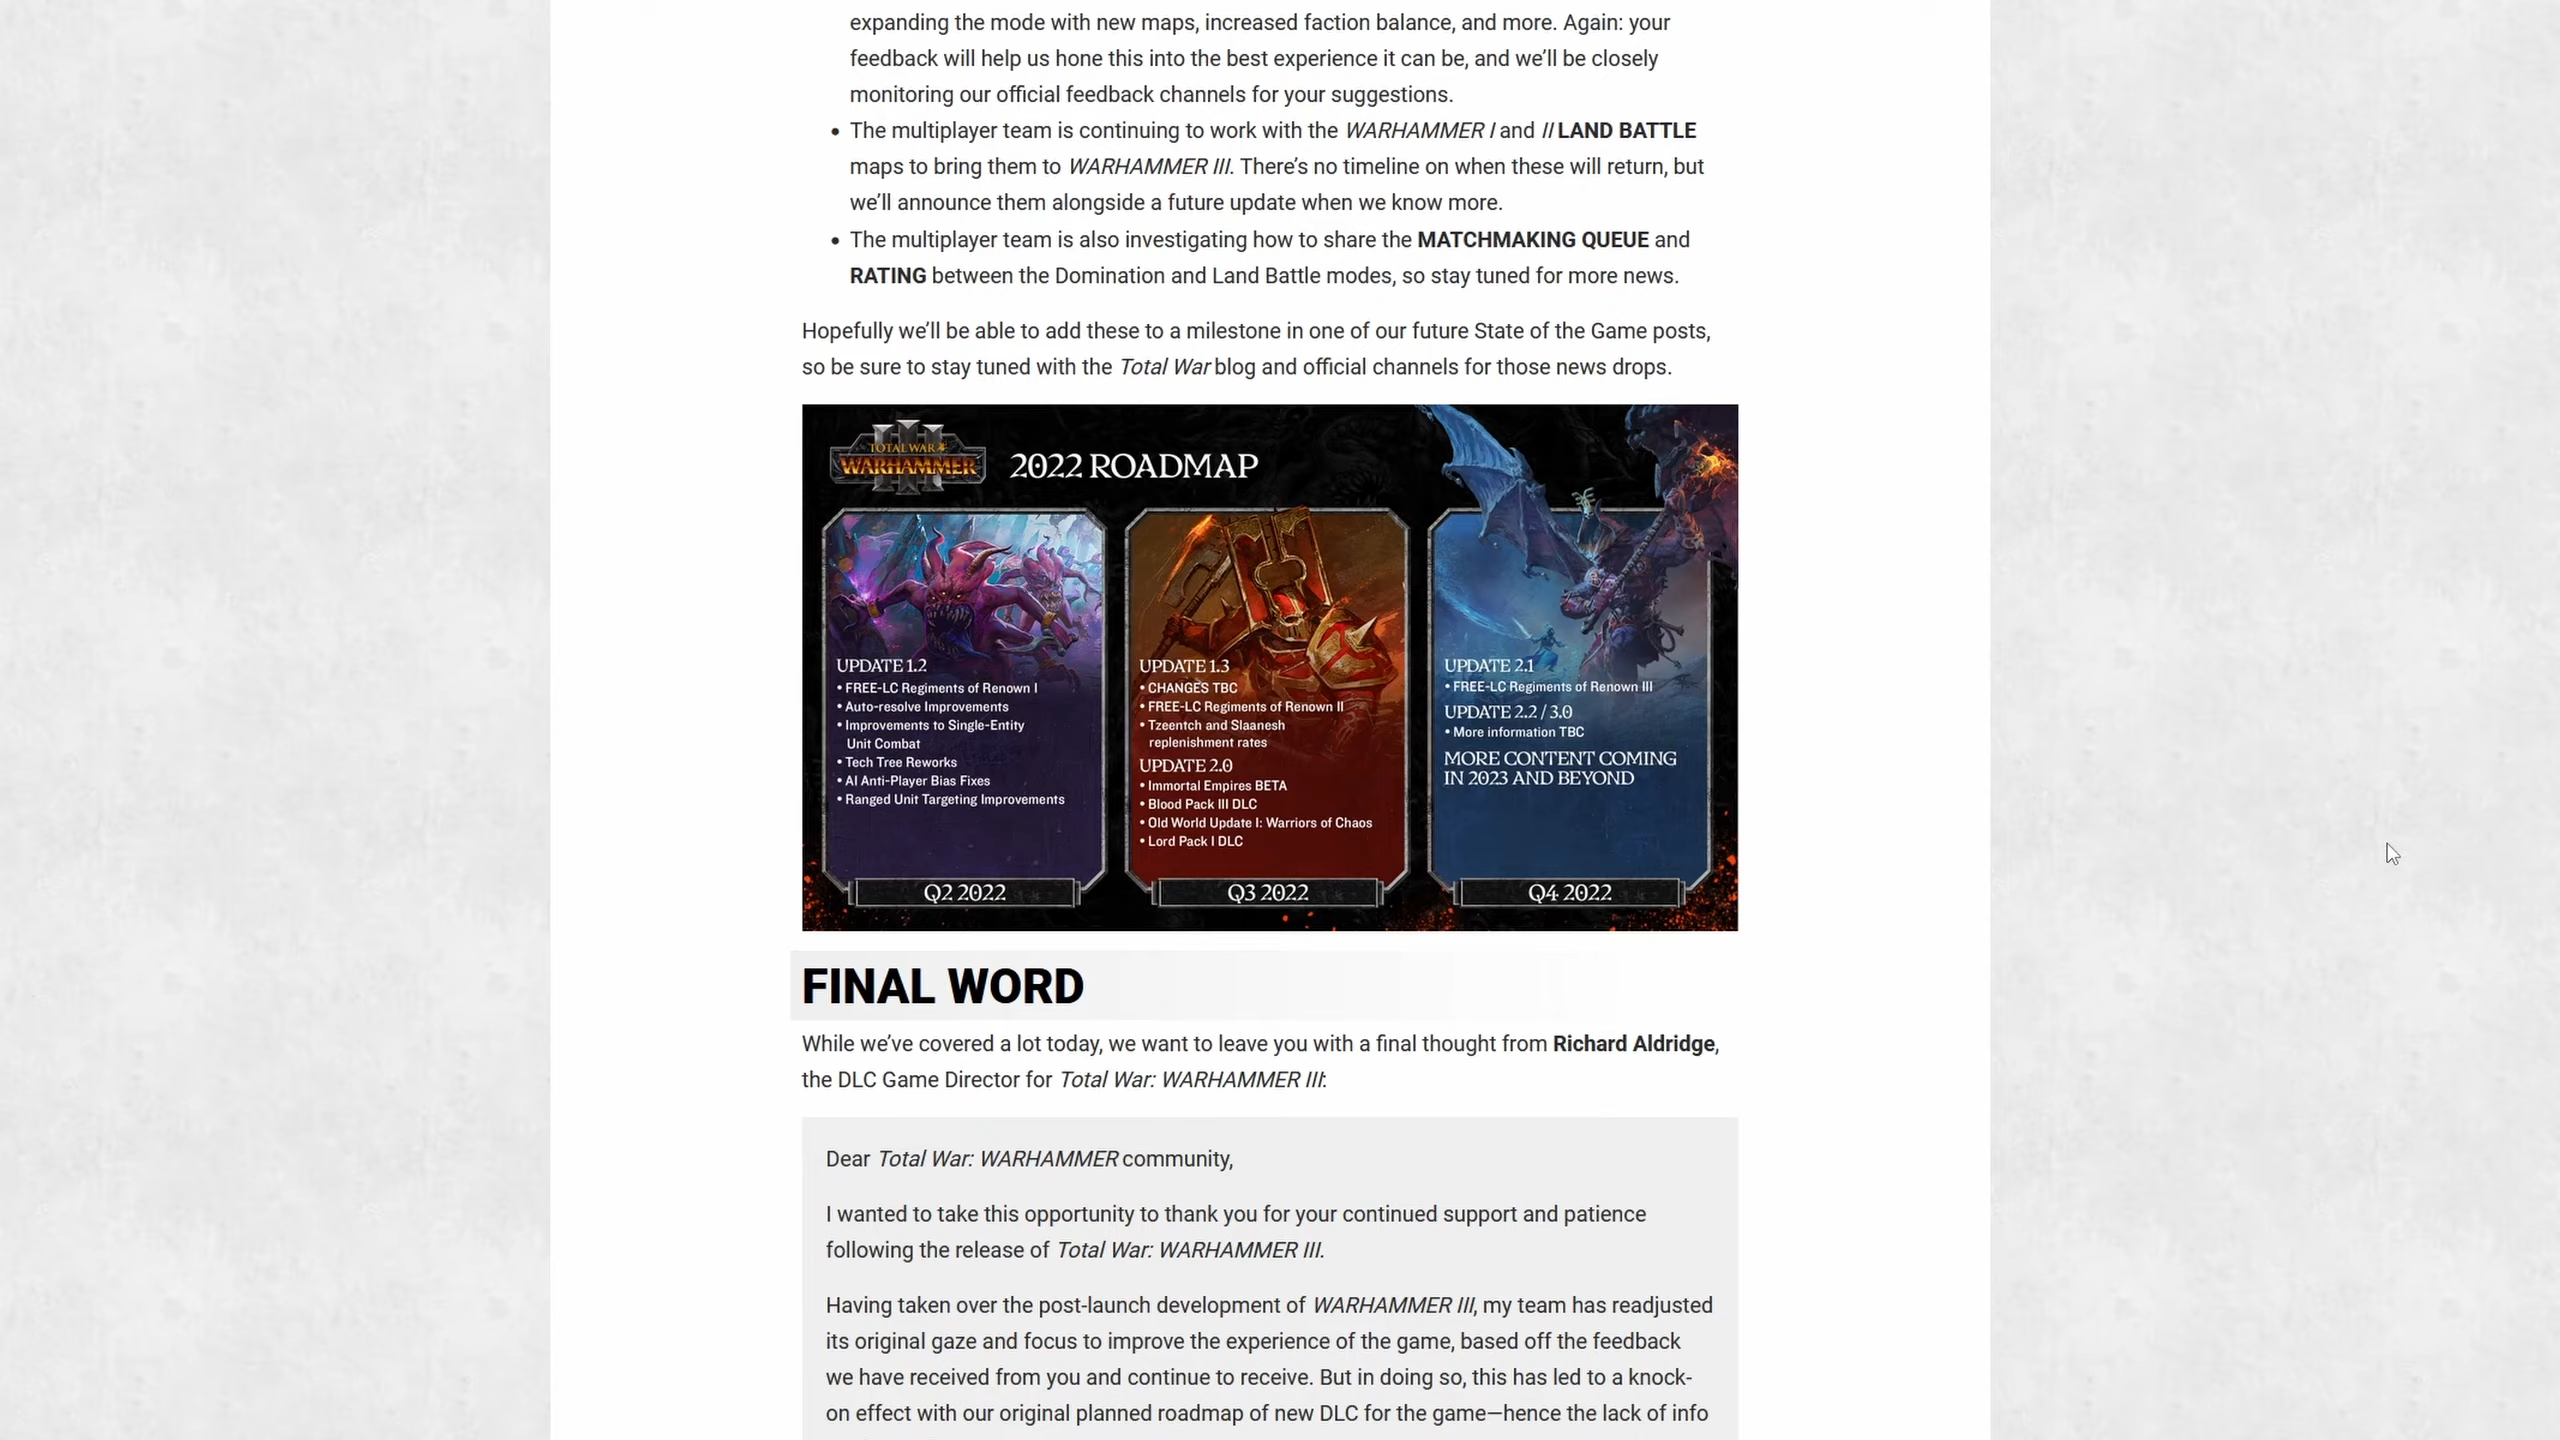 expanding the mode with new maps, increased faction balance, and more. Again: your
feedback will help us hone this into the best experience it can be, and we’ll be closely
monitoring our official feedback channels for your suggestions.
• The multiplayer team is continuing to work with the WARHAMMER I and II LAND BATTLE
maps to bring them to WARHAMMER III. There’s no timeline on when these will return, but
we’ll announce them alongside a future update when we know more.
• The multiplayer team is also investigating how to share the MATCHMAKING QUEUE and
RATING between the Domination and Land Battle modes, so stay tuned for more news.
Hopefully we’ll be able to add these to a milestone in one of our future State of the Game posts,
so be sure to stay tuned with the Total War blog and official channels for those news drops.
TOTAL WAR
WARHAMMER
III
2022 ROADMAP
UPDATE 1.2
• FREE-LC Regiments of Renown I
• Auto-resolve Improvements
• Improvements to Single-Entity
Unit Combat
• Tech Tree Reworks
• AI Anti-Player Bias Fixes
• Ranged Unit Targeting Improvements
Q2 2022
UPDATE 1.3
• CHANGES TBC
• FREE-LC Regiments of Renown II
• Tzeentch and Slaanesh
replenishment rates
UPDATE 2.0
• Immortal Empires BETA
• Blood Pack III DLC
• Old World Update I: Warriors of Chaos
• Lord Pack I DLC
Q3 2022
UPDATE 2.1
• FREE-LC Regiments of Renown III
UPDATE 2.2 / 3.0
• More information TBC
MORE CONTENT COMING
IN 2023 AND BEYOND
Q4 2022
FINAL WORD
While we’ve covered a lot today, we want to leave you with a final thought from Richard Aldridge,
the DLC Game Director for Total War: WARHAMMER III:
Dear Total War: WARHAMMER community,
I wanted to take this opportunity to thank you for your continued support and patience
following the release of Total War: WARHAMMER III.
Having taken over the post-launch development of WARHAMMER III, my team has readjusted
its original gaze and focus to improve the experience of the game, based off the feedback
we have received from you and continue to receive. But in doing so, this has led to a knock-
on effect with our original planned roadmap of new DLC for the game—hence the lack of info